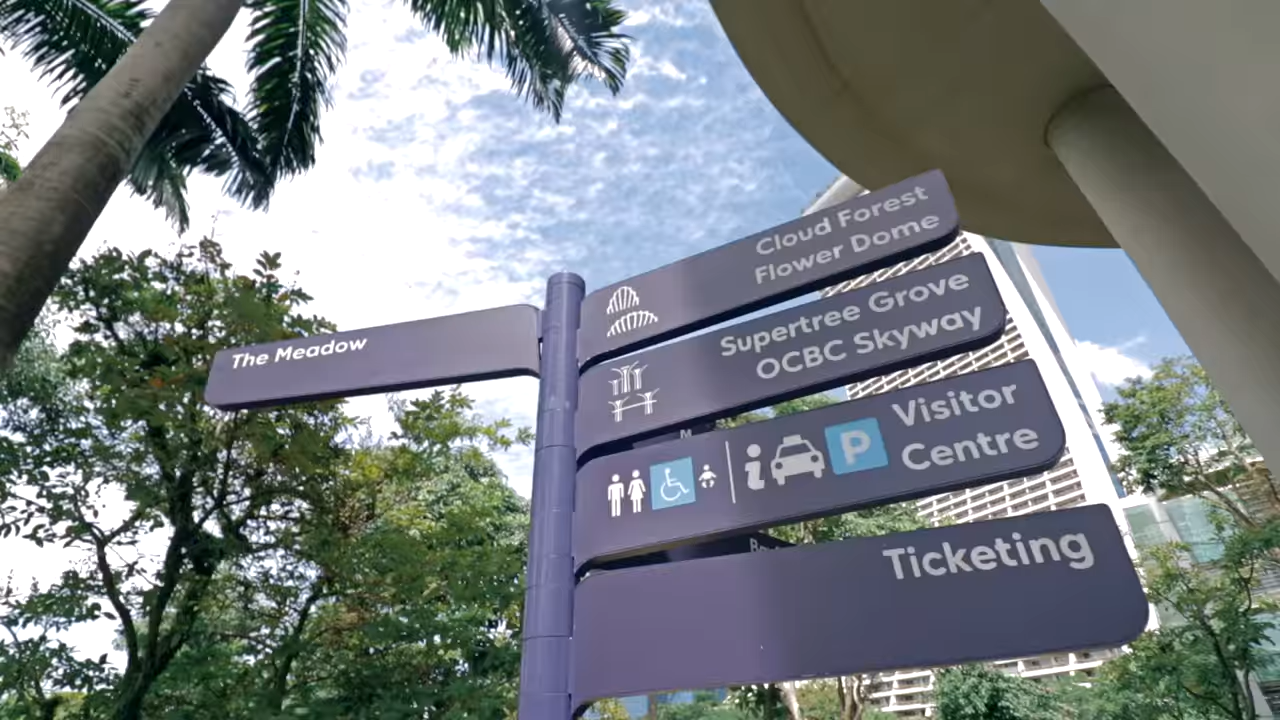 The Meadow
Cloud Forest
Flower Dome
Supertree Grove
OCBC Skyway
Visitor
Centre
P
Ticketing